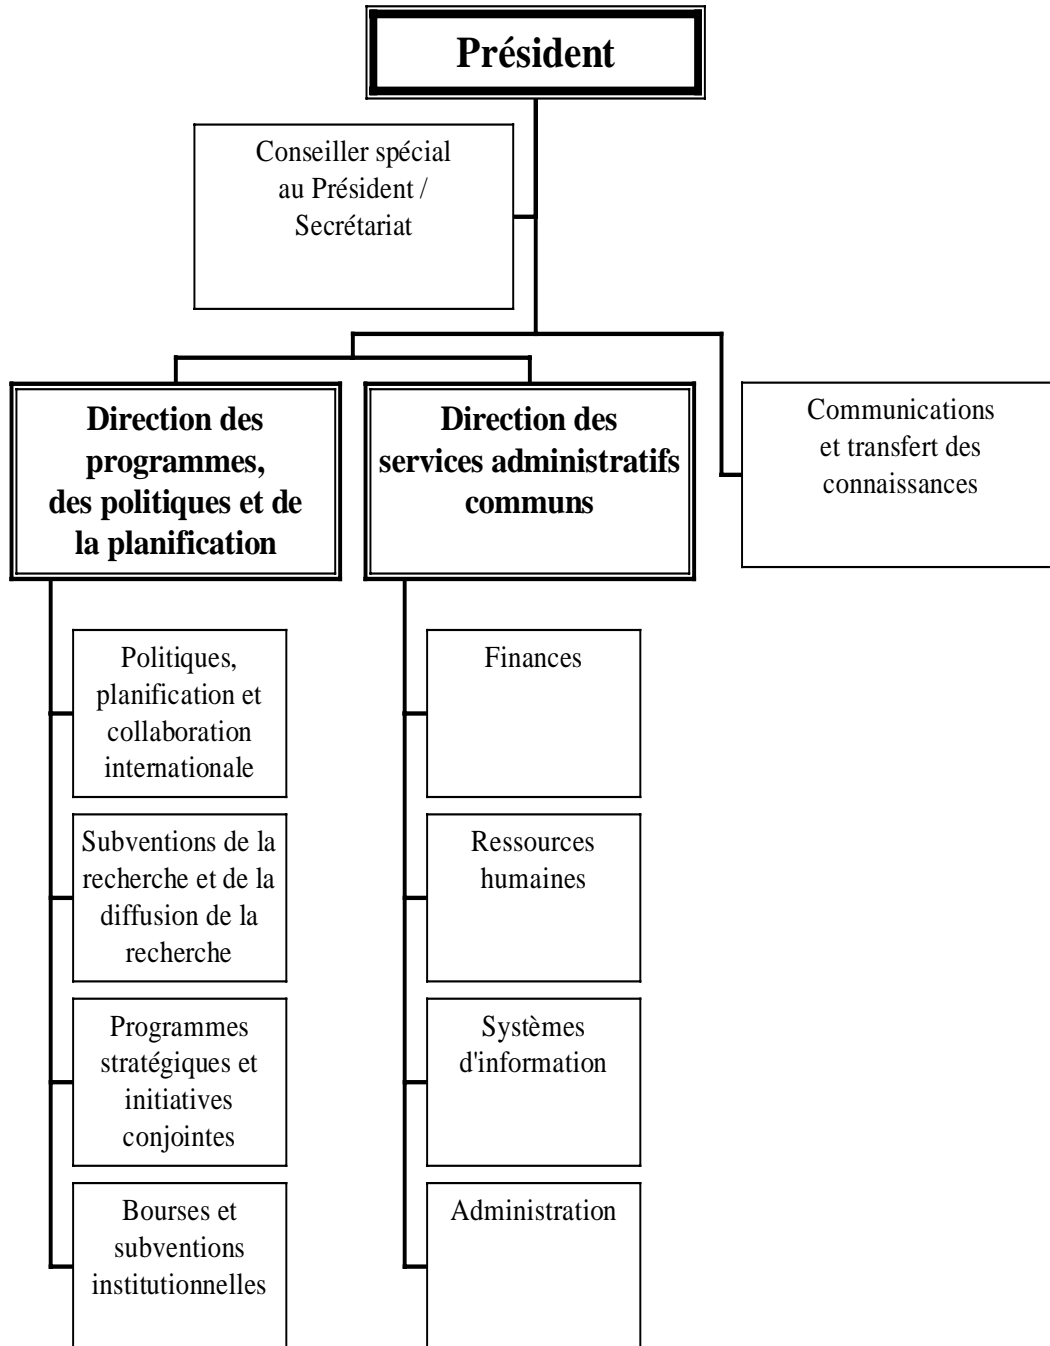 Président
Conseiller spécial
au Président /
Secrétariat
Direction des
programmes,
des politiques et de
la planification
Direction des
services administratifs
communs
Communications
et transfert des
connaissances
Politiques,
planification et
collaboration
internationale
Subventions de la
recherche et de la
diffusion de la
recherche
Programmes
stratégiques et
initiatives
conjointes
Bourses et
subventions
institutionnelles
Finances
Ressources
humaines
Systèmes
d'information
Administration